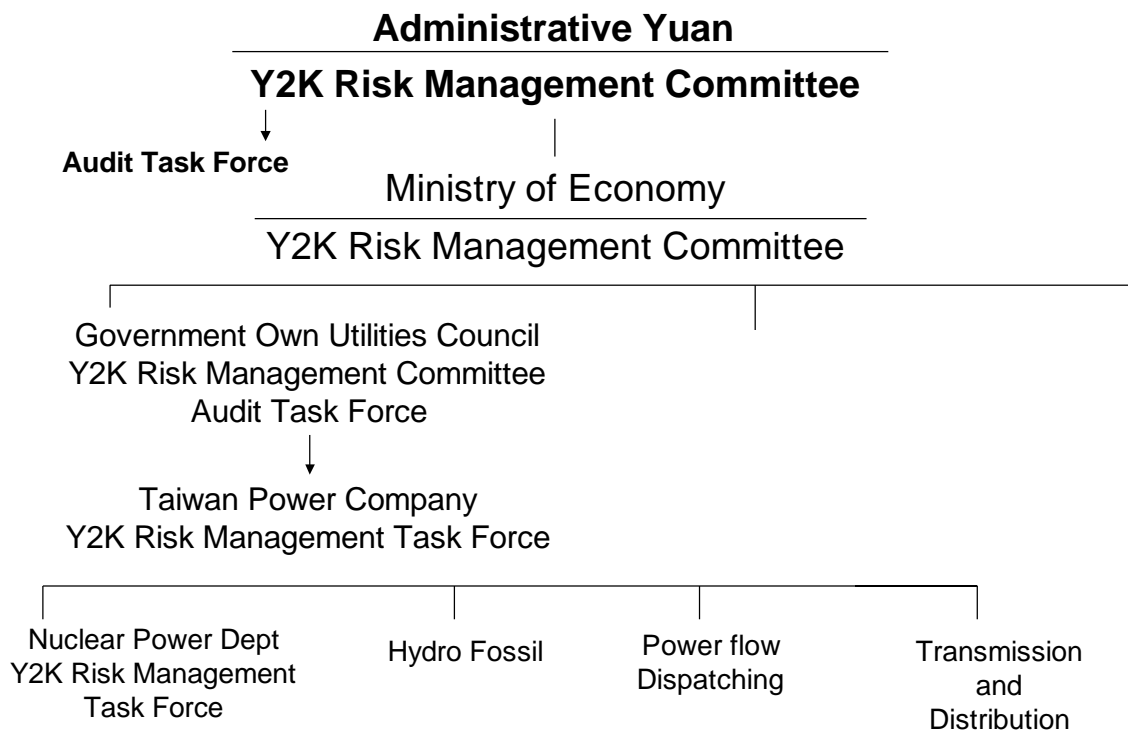 Administrative Yuan
Y2K Risk Management Committee
Audit Task Force
Ministry of Economy
Y2K Risk Management Committee
Government Own Utilities Council
Y2K Risk Management Committee
Audit Task Force
Taiwan Power Company
Y2K Risk Management Task Force
Nuclear Power Dept
Y2K Risk Management
Task Force
Hydro Fossil
Power flow
Dispatching
Transmission
and
Distribution